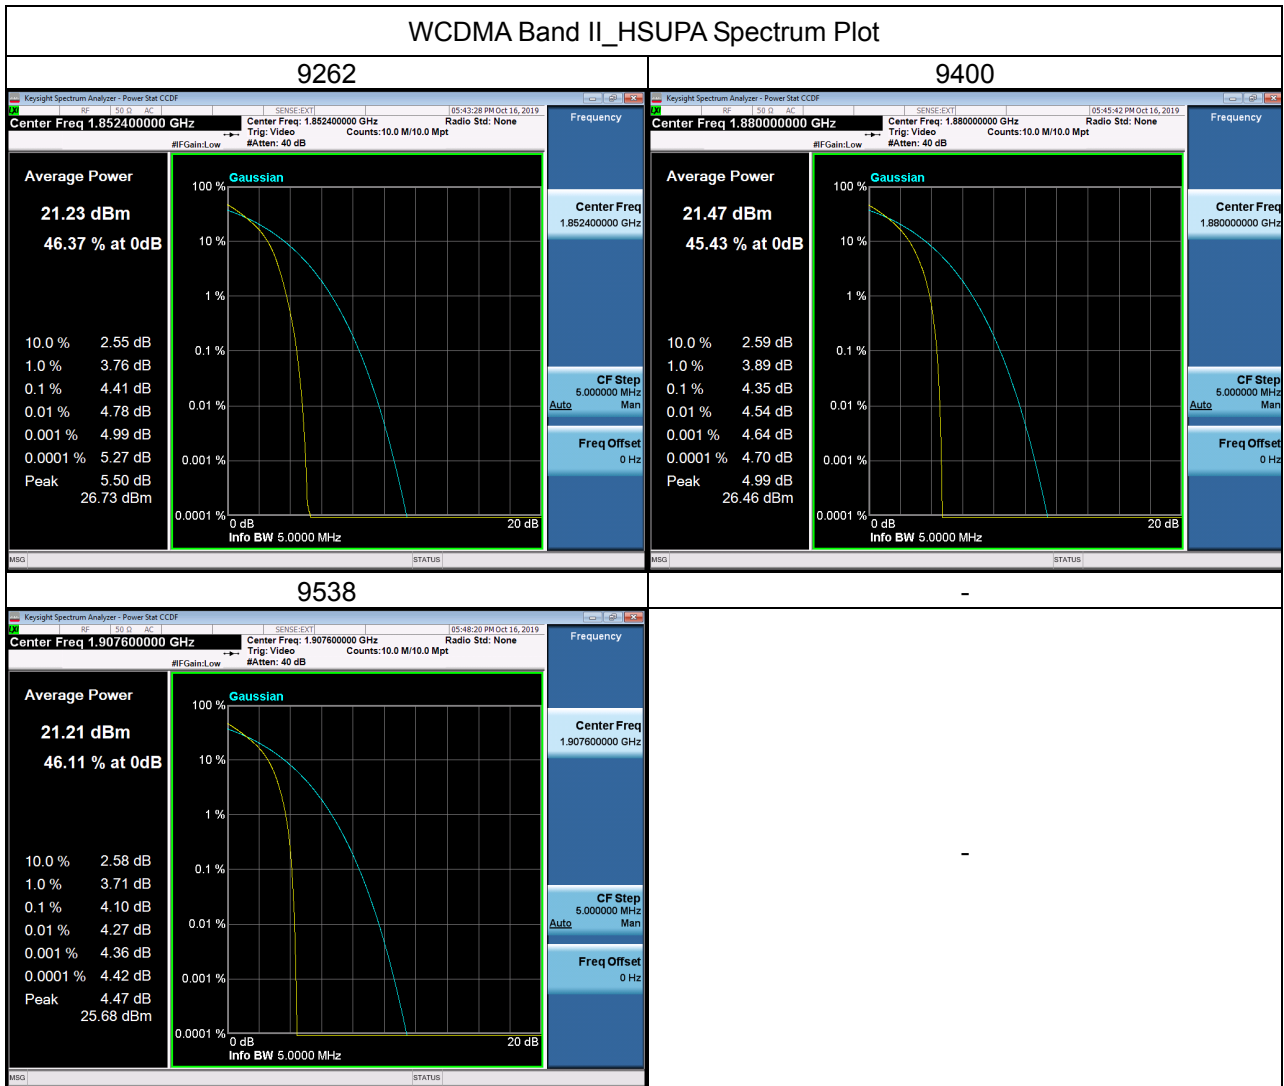 WCDMA Band II_HSUPA Spectrum Plot
9262
9400
Keysight Spectrum Analyzer - Power Stat CCDF
RF 50 Ω AC SENSE:EXT 05:43:28 PM Oct 16, 2019
Center Freq 1.852400000 GHz
Center Freq: 1.852400000 GHz Radio Std: None
Trig: Video Counts:10.0 M/10.0 Mpt
#IFGain:Low #Atten: 40 dB
Frequency
Average Power
21.23 dBm
46.37 % at 0dB
10.0 % 2.55 dB
1.0 % 3.76 dB
0.1 % 4.41 dB
0.01 % 4.78 dB
0.001 % 4.99 dB
0.0001 % 5.27 dB
Peak 5.50 dB
26.73 dBm
Gaussian
100 %
10 %
1 %
0.1 %
0.01 %
0.001 %
0.0001 %
0 dB 20 dB
Info BW 5.0000 MHz
Center Freq
1.852400000 GHz
CF Step
5.000000 MHz
Auto Man
Freq Offset
0 Hz
MSG STATUS
Keysight Spectrum Analyzer - Power Stat CCDF
RF 50 Ω AC SENSE:EXT 05:45:42 PM Oct 16, 2019
Center Freq 1.880000000 GHz
Center Freq: 1.880000000 GHz Radio Std: None
Trig: Video Counts:10.0 M/10.0 Mpt
#IFGain:Low #Atten: 40 dB
Frequency
Average Power
21.47 dBm
45.43 % at 0dB
10.0 % 2.59 dB
1.0 % 3.89 dB
0.1 % 4.35 dB
0.01 % 4.54 dB
0.001 % 4.64 dB
0.0001 % 4.70 dB
Peak 4.99 dB
26.46 dBm
Gaussian
100 %
10 %
1 %
0.1 %
0.01 %
0.001 %
0.0001 %
0 dB 20 dB
Info BW 5.0000 MHz
Center Freq
1.880000000 GHz
CF Step
5.000000 MHz
Auto Man
Freq Offset
0 Hz
MSG STATUS
9538
-
Keysight Spectrum Analyzer - Power Stat CCDF
RF 50 Ω AC SENSE:EXT 05:48:20 PM Oct 16, 2019
Center Freq 1.907600000 GHz
Center Freq: 1.907600000 GHz Radio Std: None
Trig: Video Counts:10.0 M/10.0 Mpt
#IFGain:Low #Atten: 40 dB
Frequency
Average Power
21.21 dBm
46.11 % at 0dB
10.0 % 2.58 dB
1.0 % 3.71 dB
0.1 % 4.10 dB
0.01 % 4.27 dB
0.001 % 4.36 dB
0.0001 % 4.42 dB
Peak 4.47 dB
25.68 dBm
Gaussian
100 %
10 %
1 %
0.1 %
0.01 %
0.001 %
0.0001 %
0 dB 20 dB
Info BW 5.0000 MHz
Center Freq
1.907600000 GHz
CF Step
5.000000 MHz
Auto Man
Freq Offset
0 Hz
MSG STATUS
-